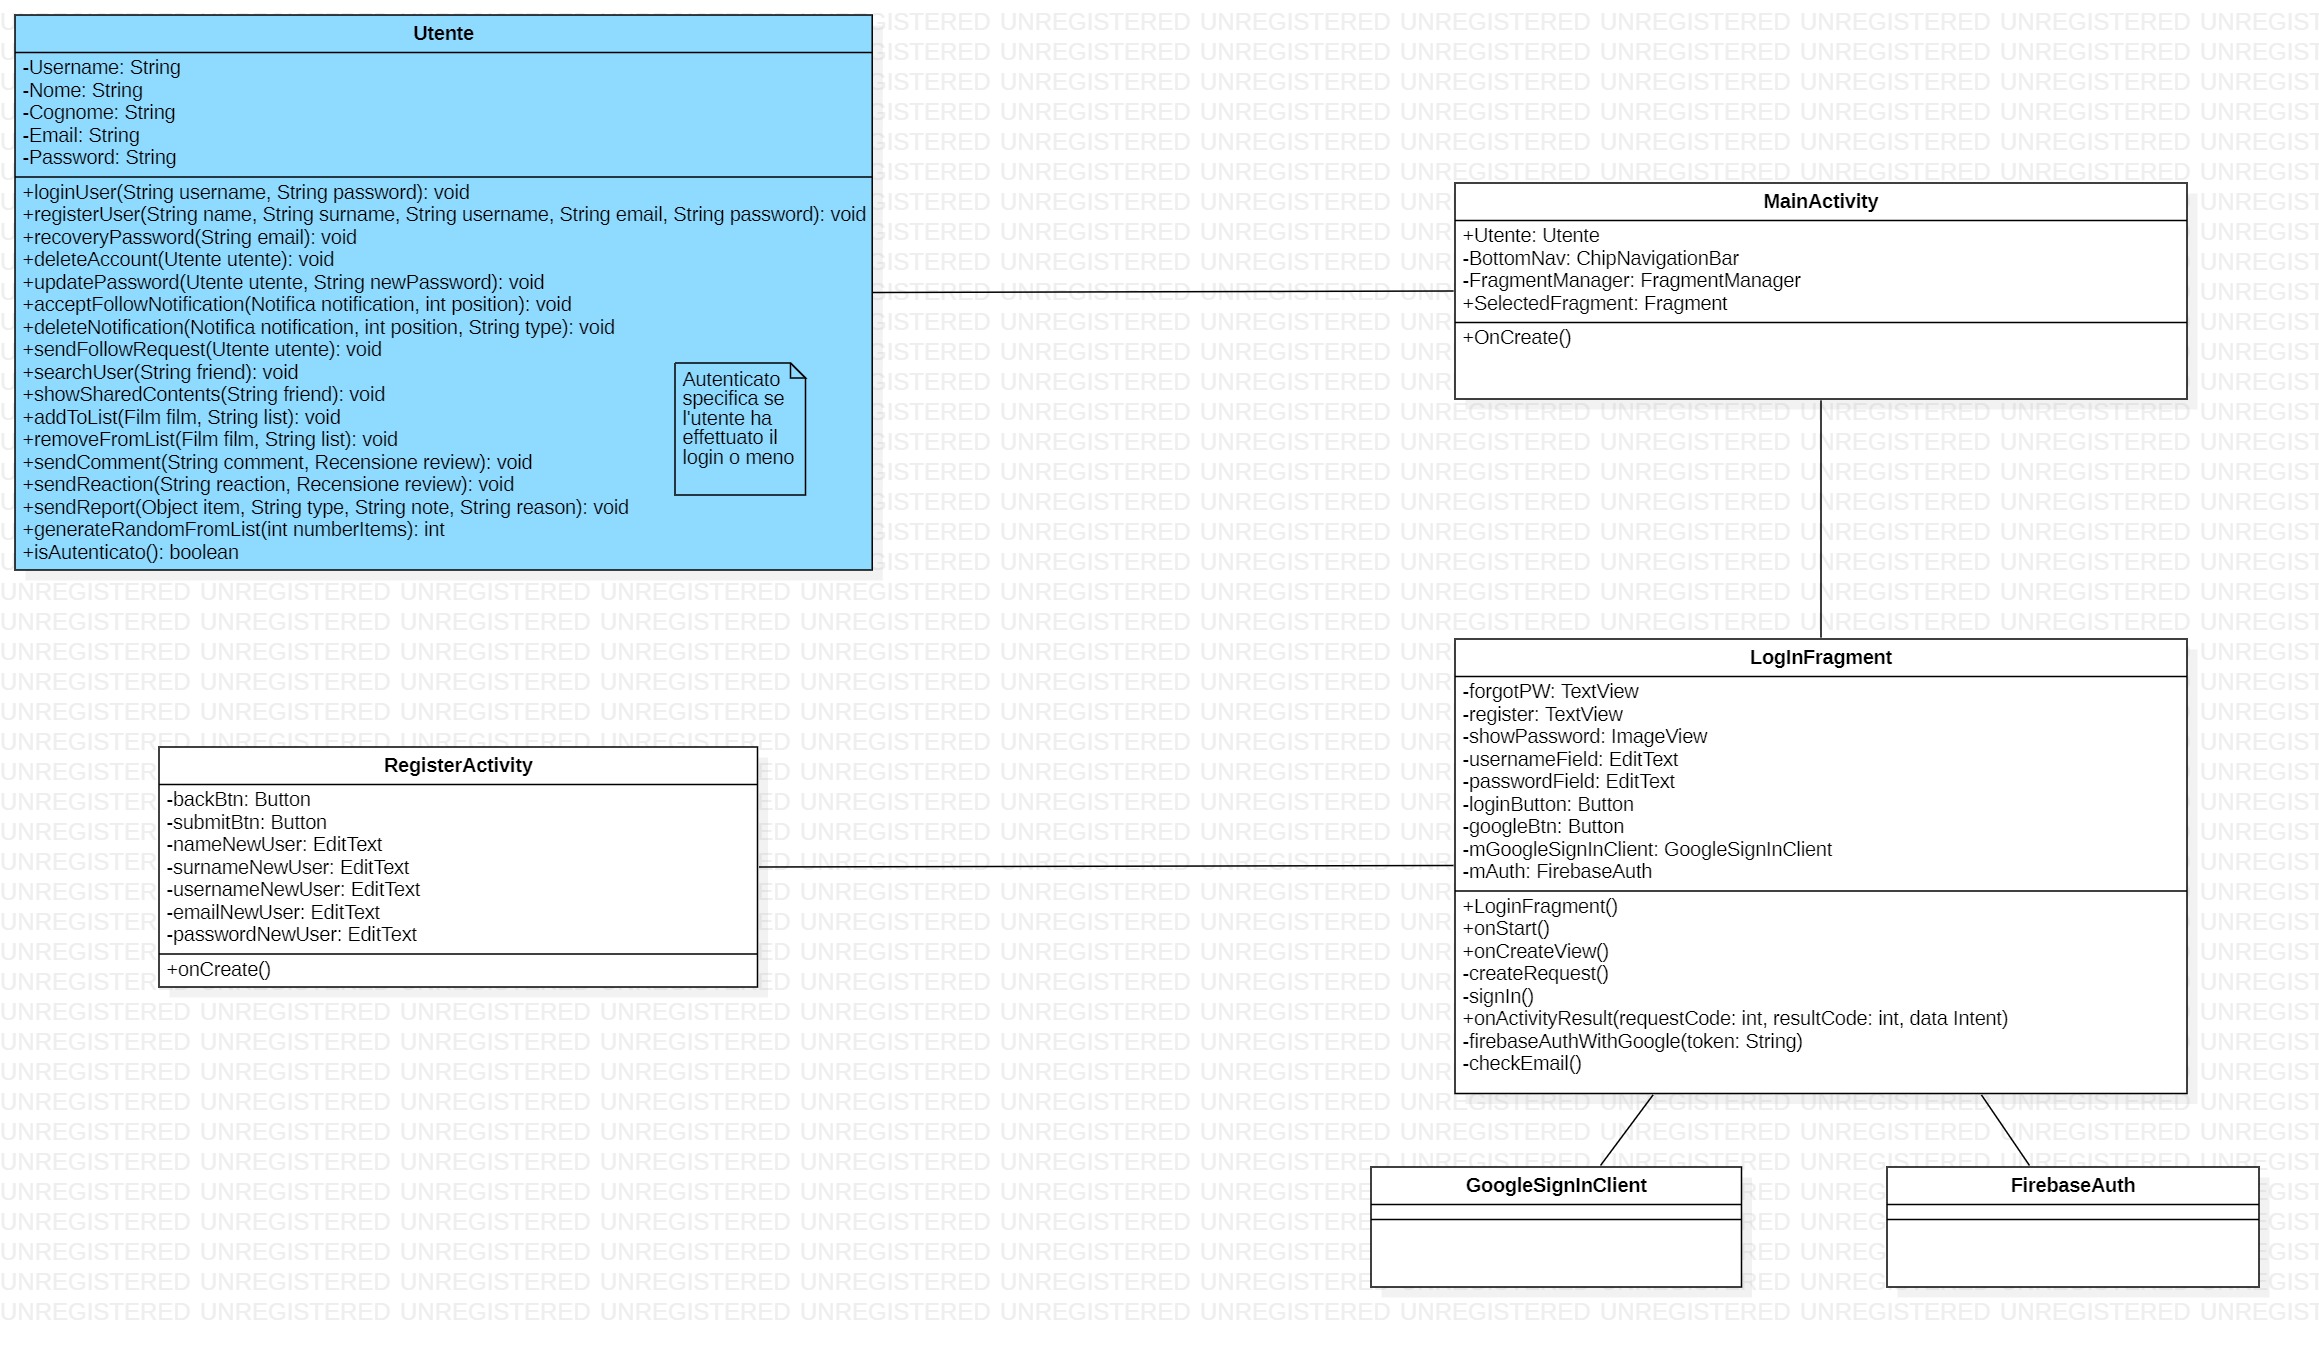 Utente
-Username: String
-Nome: String
-Cognome: String
-Email: String
-Password: String
+loginUser(String username, String password): void
+registerUser(String name, String surname, String username, String email, String password): void
+recoveryPassword(String email): void
+deleteAccount(Utente utente): void
+updatePassword(Utente utente, String newPassword): void
+acceptFollowNotification(Notifica notification, int position): void
+deleteNotification(Notifica notification, int position, String type): void
+sendFollowRequest(Utente utente): void
+searchUser(String friend): void
+showSharedContents(String friend): void
+addToList(Film film, String list): void
+removeFromList(Film film, String list): void
+sendComment(String comment, Recensione review): void
+sendReaction(String reaction, Recensione review): void
+sendReport(Object item, String type, String note, String reason): void
+generateRandomFromList(int numberItems): int
+isAutenticato(): boolean
Autenticato
specifica se
l'utente ha
effettuato il
login o meno
MainActivity
+Utente: Utente
-BottomNav: ChipNavigationBar
-FragmentManager: FragmentManager
+SelectedFragment: Fragment
+OnCreate()
LogInFragment
-forgotPW: TextView
-register: TextView
-showPassword: ImageView
-usernameField: EditText
-passwordField: EditText
-loginButton: Button
-googleBtn: Button
-mGoogleSignInClient: GoogleSignInClient
-mAuth: FirebaseAuth
+LoginFragment()
+onStart()
+onCreateView()
-createRequest()
-signIn()
+onActivityResult(requestCode: int, resultCode: int, data Intent)
-firebaseAuthWithGoogle(token: String)
-checkEmail()
RegisterActivity
-backBtn: Button
-submitBtn: Button
-nameNewUser: EditText
-surnameNewUser: EditText
-usernameNewUser: EditText
-emailNewUser: EditText
-passwordNewUser: EditText
+onCreate()
GoogleSignInClient
FirebaseAuth
UNREGISTERED